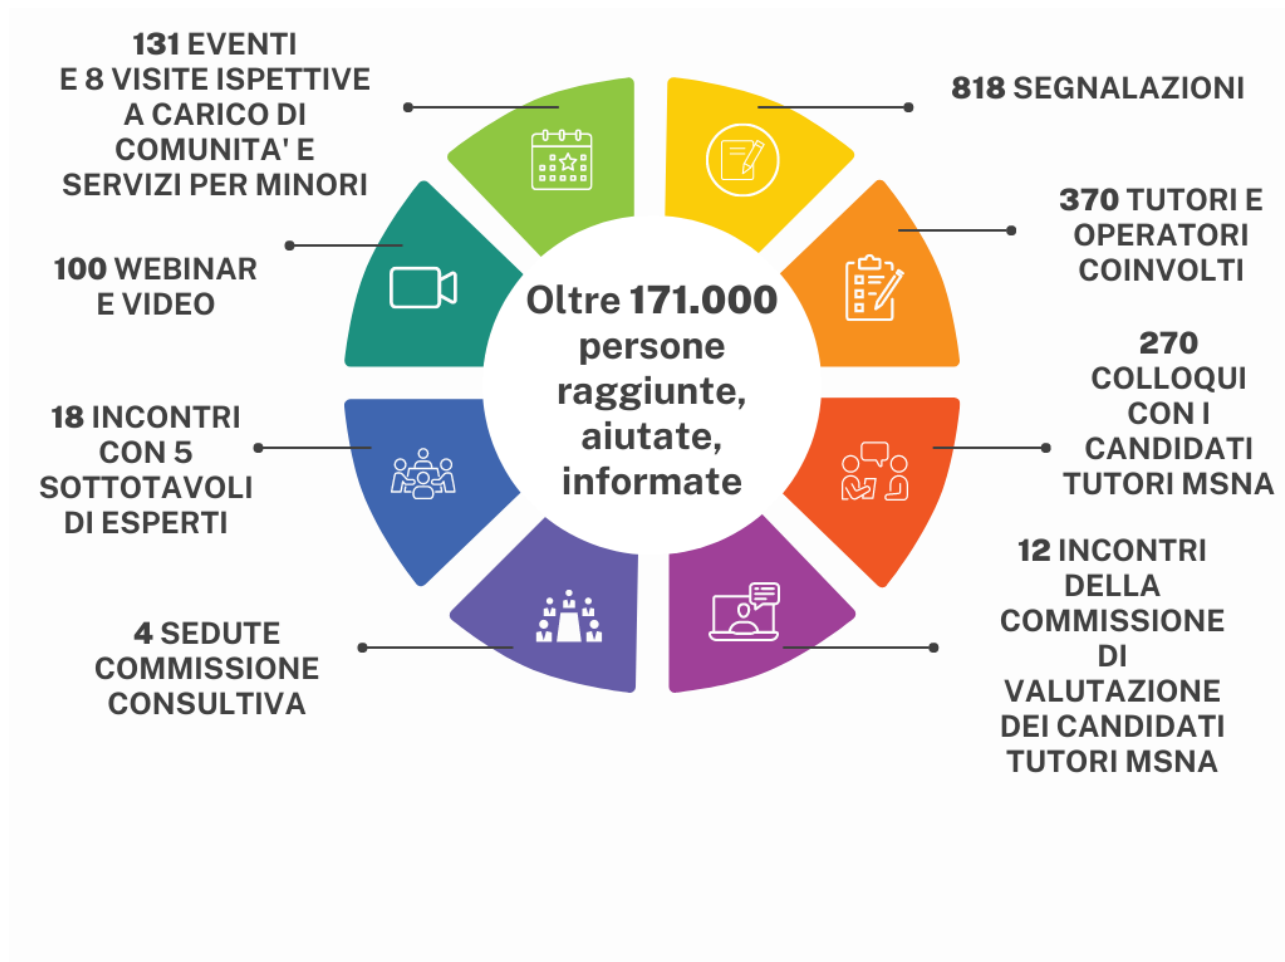 131 EVENTI
E 8 VISITE ISPETTIVE
A CARICO DI
COMUNITA' E
SERVIZI PER MINORI
818 SEGNALAZIONI
370 TUTORI E
OPERATORI
COINVOLTI
100 WEBINAR
E VIDEO
Oltre 171.000
persone
raggiunte,
aiutate,
informate
270
COLLOQUI
CON I
CANDIDATI
TUTORI MSNA
18 INCONTRI
CON 5
SOTTOTAVOLI
DI ESPERTI
12 INCONTRI
DELLA
COMMISSIONE
DI
VALUTAZIONE
DEI CANDIDATI
TUTORI MSNA
4 SEDUTE
COMMISSIONE
CONSULTIVA